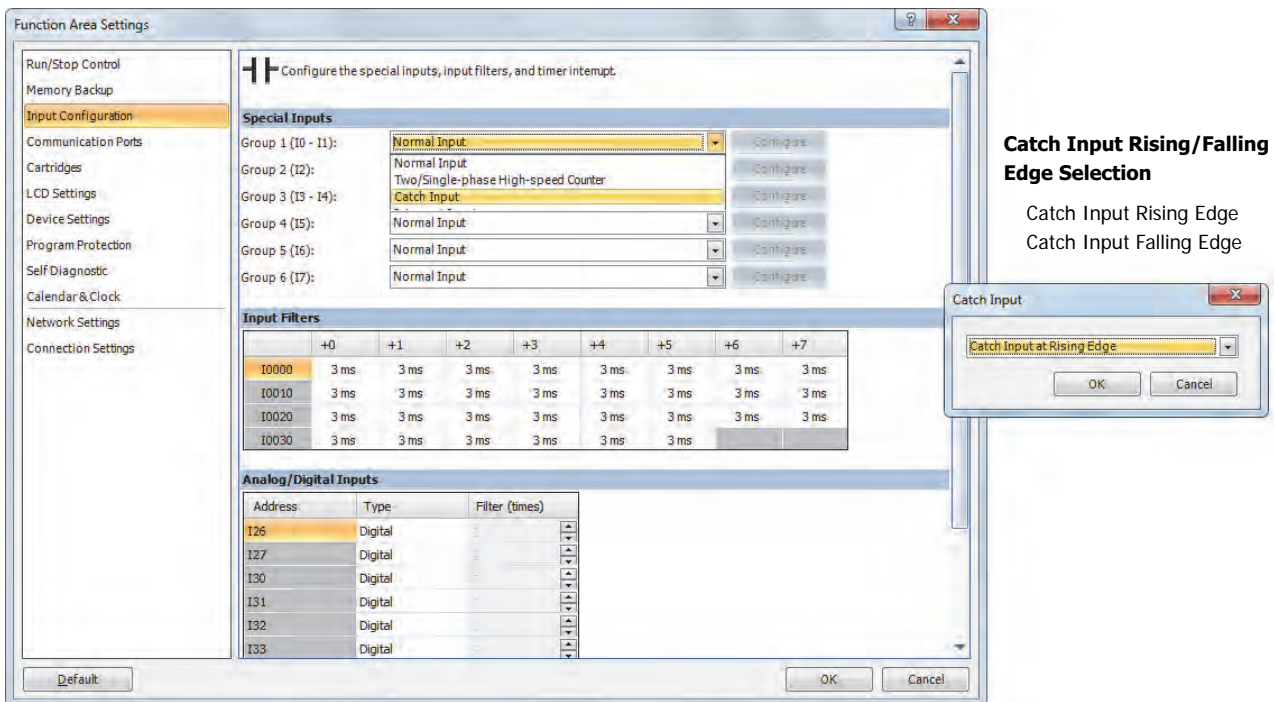 Function Area Settings
Run/Stop Control
Memory Backup
Input Configuration
Communication Ports
Cartridges
LCD Settings
Device Settings
Program Protection
Self Diagnostic
Calendar & Clock
Network Settings
Connection Settings
Configure the special inputs, input filters, and timer interrupt.
Special Inputs
Group 1 (I0 - I1): Normal Input Configure
Normal Input
Group 2 (I2): Configure
Two/Single-phase High-speed Counter
Group 3 (I3 - I4): Catch Input Configure
Group 4 (I5): Normal Input Configure
Group 5 (I6): Normal Input Configure
Group 6 (I7): Normal Input Configure
Input Filters
+0 +1 +2 +3 +4 +5 +6 +7
I0000 3 ms 3 ms 3 ms 3 ms 3 ms 3 ms 3 ms 3 ms
I0010 3 ms 3 ms 3 ms 3 ms 3 ms 3 ms 3 ms 3 ms
I0020 3 ms 3 ms 3 ms 3 ms 3 ms 3 ms 3 ms 3 ms
I0030 3 ms 3 ms 3 ms 3 ms 3 ms 3 ms
Analog/Digital Inputs
Address Type Filter (times)
I26 Digital
I27 Digital
I30 Digital
I31 Digital
I32 Digital
I33 Digital
Default OK Cancel
Catch Input Rising/Falling
Edge Selection
Catch Input Rising Edge
Catch Input Falling Edge
Catch Input
Catch Input at Rising Edge
OK Cancel